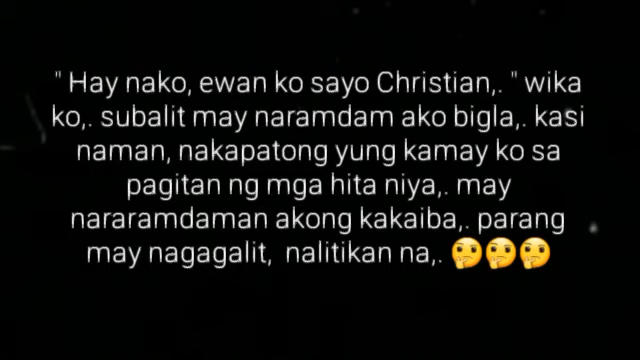 " Hay nako, ewan ko sayo Christian,. " wika
ko,. subalit may naramdam ako bigla,. kasi
naman, nakapatong yung kamay ko sa
pagitan ng mga hita niya,. may
nararamdaman akong kakaiba,. parang
may nagagalit,  nalitikan na,. 🤔🤔🤔